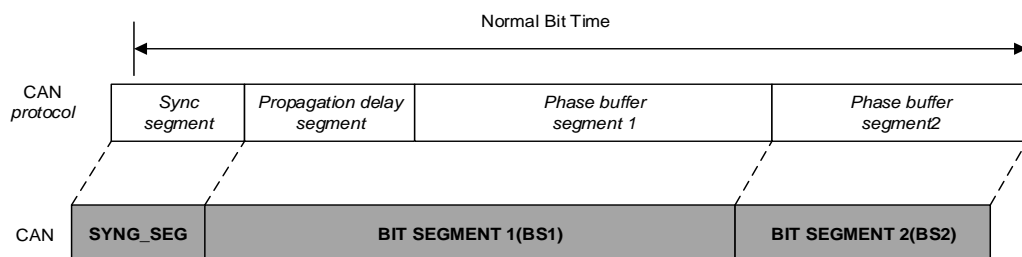 Normal Bit Time
CAN
protocol
Sync
segment
Propagation delay
segment
Phase buffer
segment 1
Phase buffer
segment2
CAN
SYNG_SEG
BIT SEGMENT 1(BS1)
BIT SEGMENT 2(BS2)